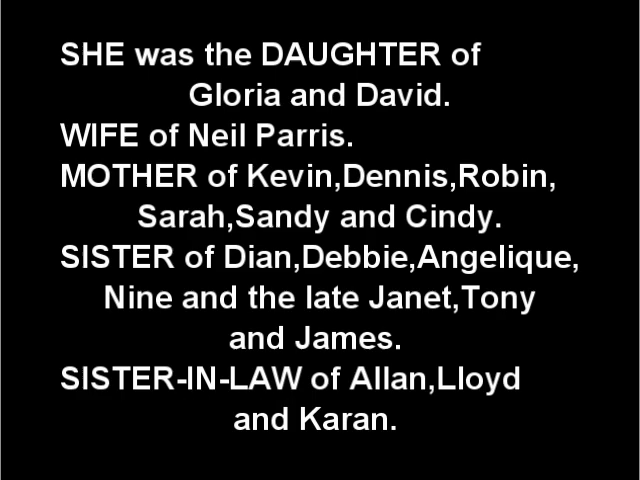 SHE was the DAUGHTER of
Gloria and David.
WIFE of Neil Parris.
MOTHER of Kevin,Dennis,Robin,
Sarah,Sandy and Cindy.
SISTER of Dian,Debbie,Angelique,
Nine and the late Janet,Tony
and James.
SISTER-IN-LAW of Allan,Lloyd
and Karan.